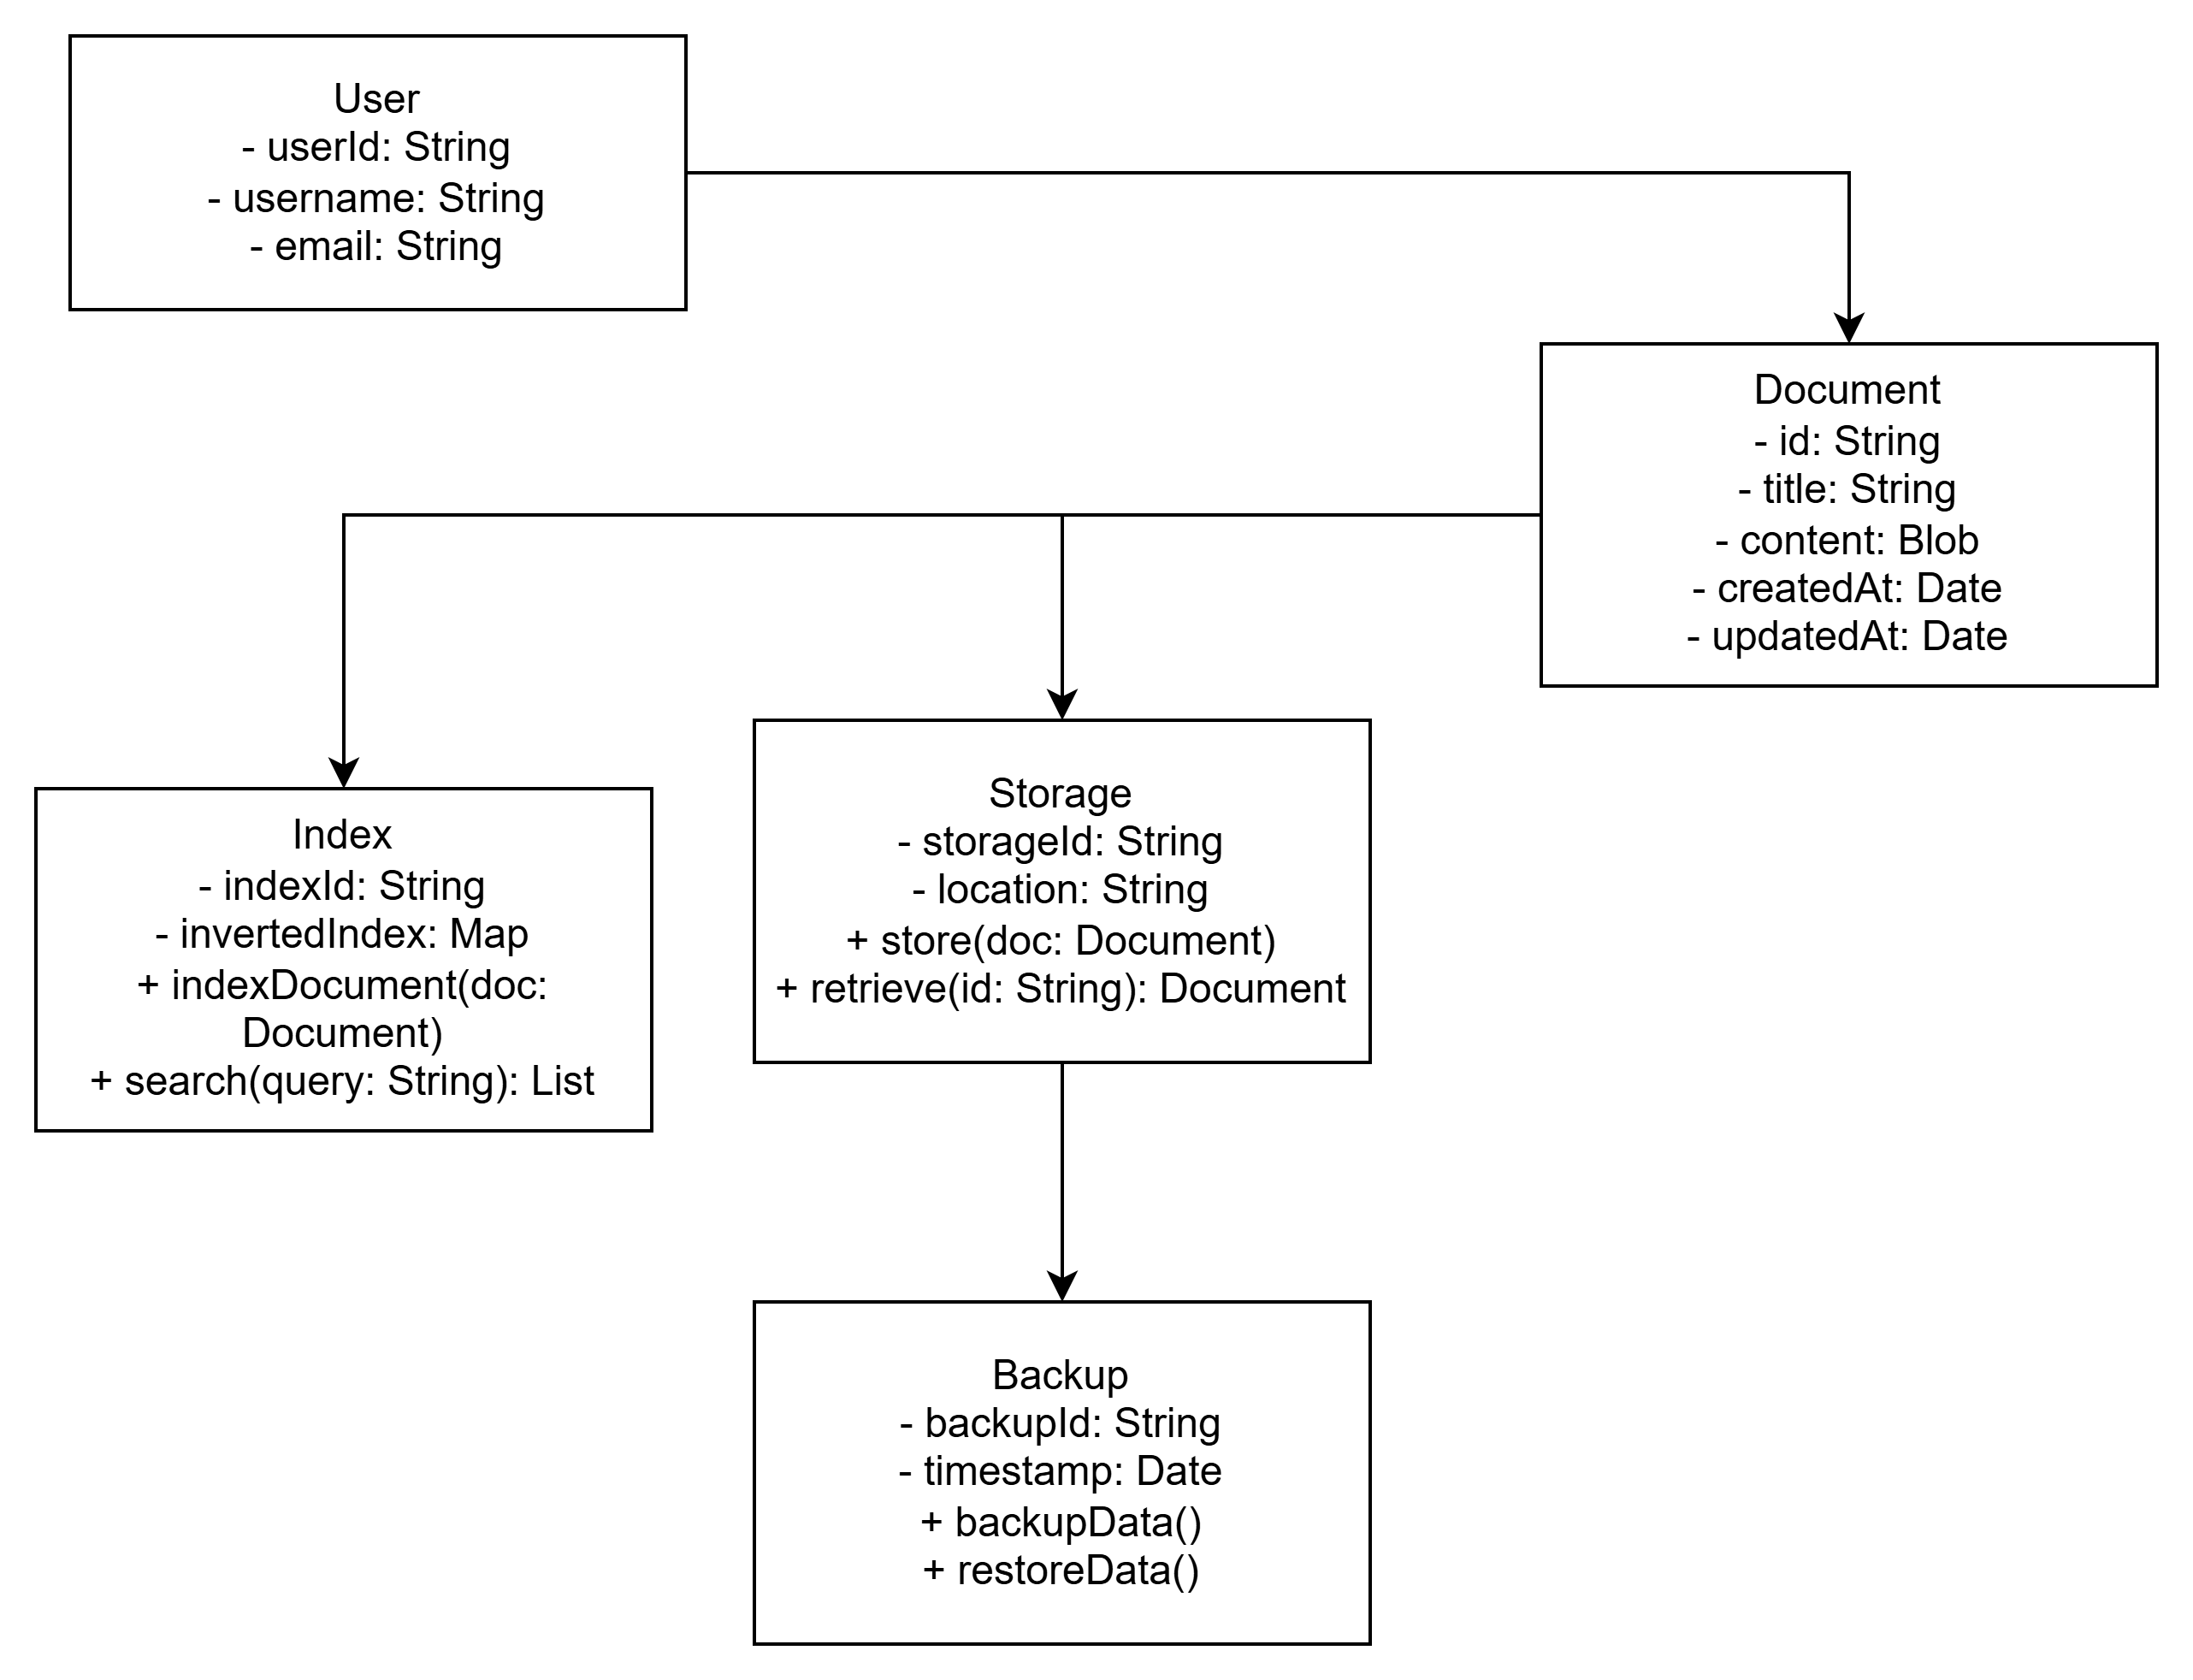 User
- userId: String
- username: String
- email: String
Document
- id: String
- title: String
- content: Blob
- createdAt: Date
- updatedAt: Date
Index
- indexId: String
- invertedIndex: Map
+ indexDocument(doc:
Document)
+ search(query: String): List
Storage
- storageId: String
- location: String
+ store(doc: Document)
+ retrieve(id: String): Document
Backup
- backupId: String
- timestamp: Date
+ backupData()
+ restoreData()